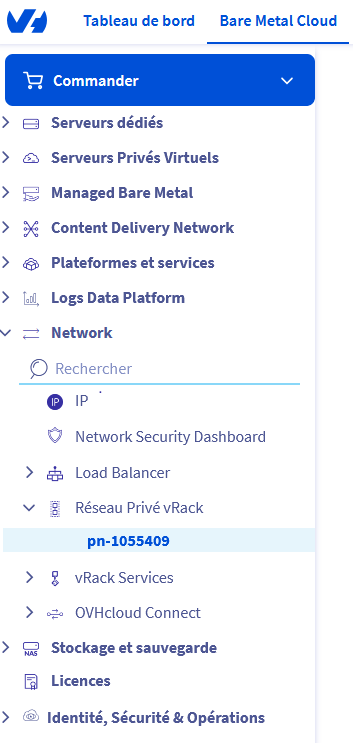 Tableau de bord
Bare Metal Cloud
Commander
Serveurs dédiés
Serveurs Privés Virtuels
Managed Bare Metal
Content Delivery Network
Plateformes et services
Logs Data Platform
Network
Rechercher
IP IP
Network Security Dashboard
Load Balancer
Réseau Privé vRack
pn-1055409
vRack Services
OVHcloud Connect
NAS Stockage et sauvegarde
Licences
Identité, Sécurité & Opérations